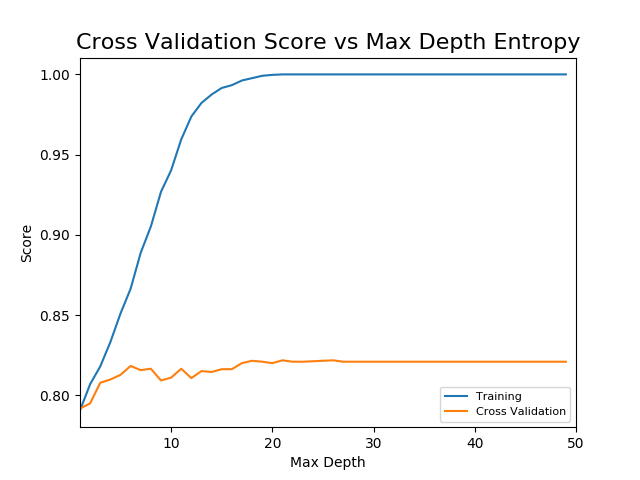 Cross Validation Score vs Max Depth Entropy
1.00
0.95
0.90
0.85
0.80
Score
10
20
30
40
50
Max Depth
Training
Cross Validation